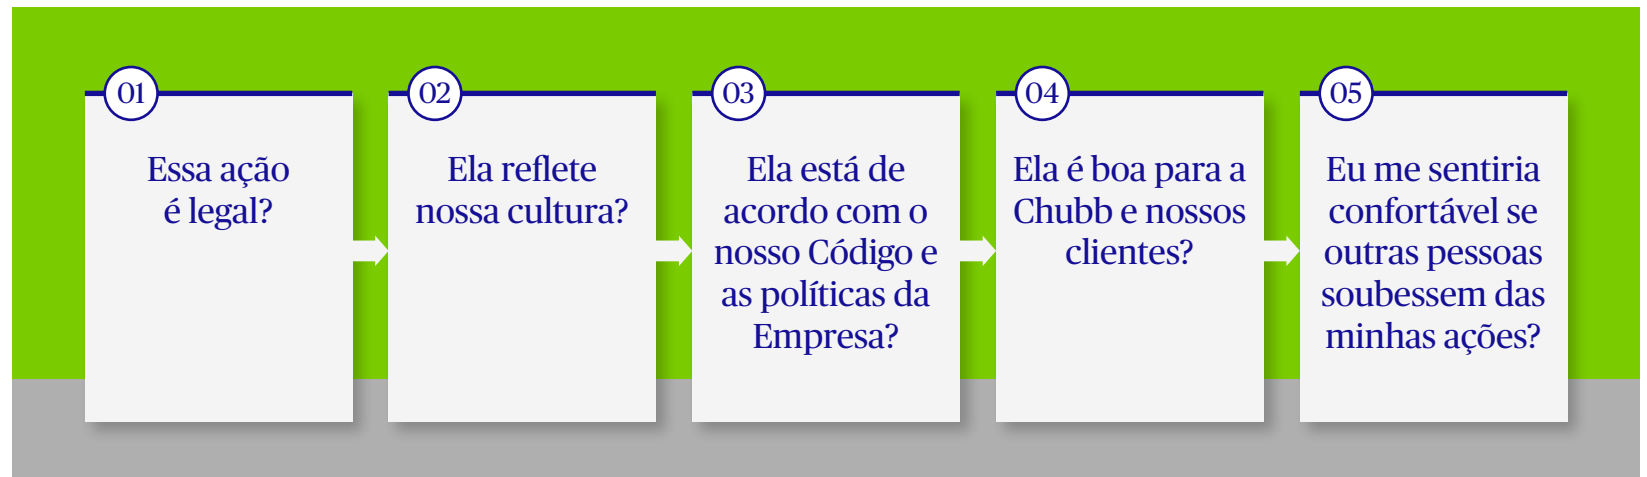 01
Essa ação
é legal?
02
Ela reflete
nossa cultura?
03
Ela está de
acordo com o
nosso Código e
as políticas da
Empresa?
04
Ela é boa para a
Chubb e nossos
clientes?
05
Eu me sentiria
confortável se
outras pessoas
soubessem das
minhas ações?